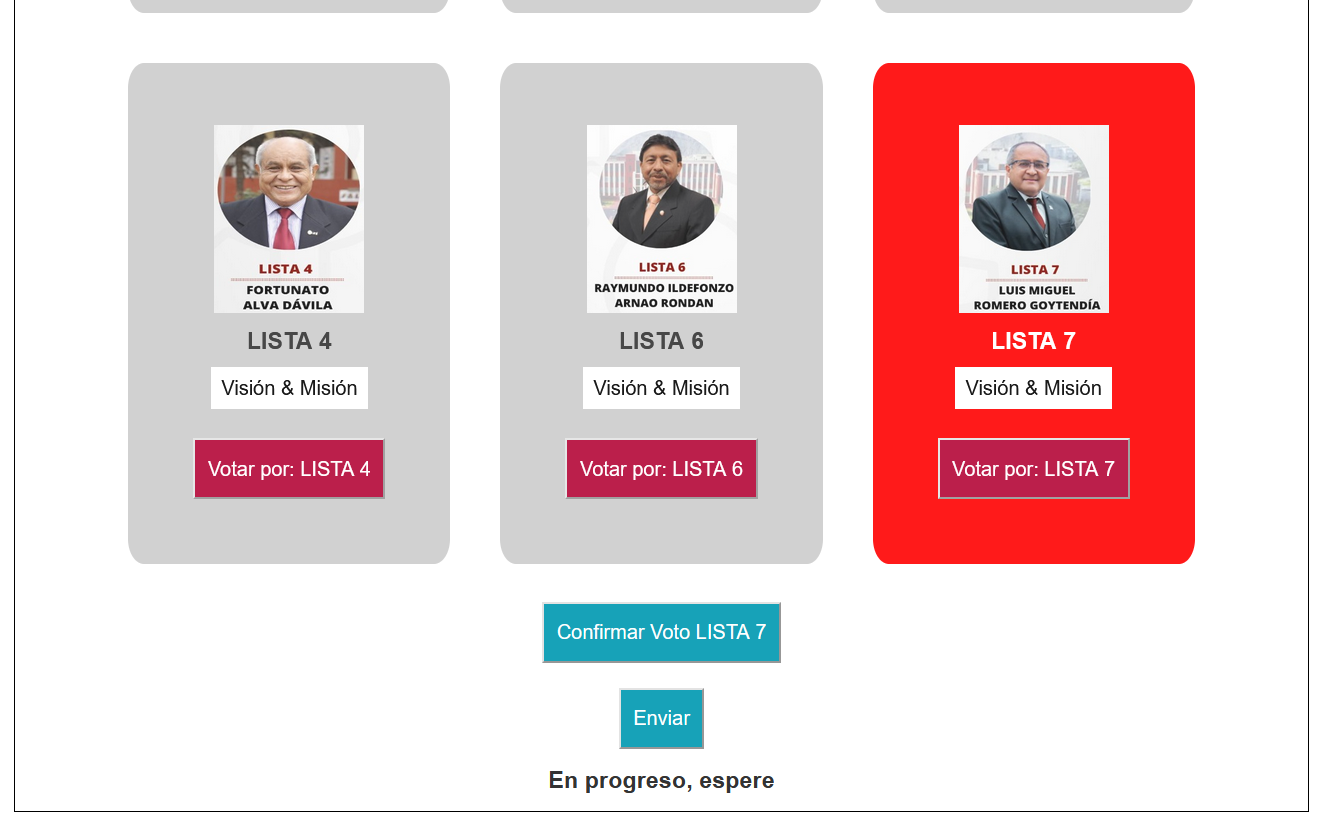 LISTA 4
FORTUNATO
ALVA DÁVILA
LISTA 4
Visión & Misión
Votar por: LISTA 4
LISTA 6
RAYMUNDO ILDEFONZO
ARNAO RONDAN
LISTA 6
Visión & Misión
Votar por: LISTA 6
LISTA 7
LUIS MIGUEL
ROMERO GOYTENDÍA
LISTA 7
Visión & Misión
Votar por: LISTA 7
Confirmar Voto LISTA 7
Enviar
En progreso, espere